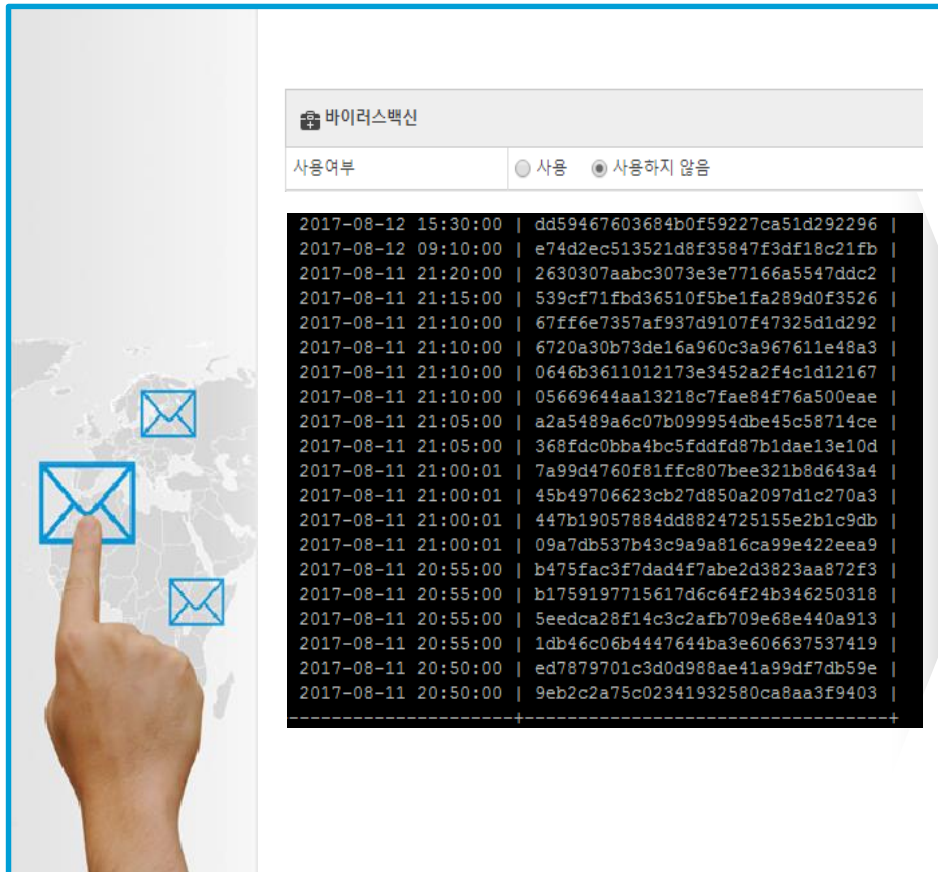 바이러스백신
사용여부 사용 사용하지 않음
2017-08-12 15:30:00 | dd59467603684b0f59227ca51d292296 |
2017-08-12 09:10:00 | e74d2ec513521d8f35847f3df18c21fb |
2017-08-11 21:20:00 | 2630307aabc3073e3e77166a5547ddc2 |
2017-08-11 21:15:00 | 539cf71fbd36510f5be1fa289d0f3526 |
2017-08-11 21:10:00 | 67ff6e7357af937d9107f47325d1d292 |
2017-08-11 21:10:00 | 6720a30b73de16a960c3a967611e48a3 |
2017-08-11 21:10:00 | 0646b3611012173e3452a2f4c1d12167 |
2017-08-11 21:10:00 | 05669644aa13218c7fae84f76a500eae |
2017-08-11 21:05:00 | a2a5489a6c07b099954dbe45c58714ce |
2017-08-11 21:05:00 | 368fdc0bba4bc5fddfd87b1dae13e10d |
2017-08-11 21:00:01 | 7a99d4760f81ffc807bee321b8d643a4 |
2017-08-11 21:00:01 | 45b49706623cb27d850a2097d1c270a3 |
2017-08-11 21:00:01 | 447b19057884dd8824725155e2b1c9db |
2017-08-11 21:00:01 | 09a7db537b43c9a9a816ca99e422eea9 |
2017-08-11 20:55:00 | b475fac3f7dad4f7abe2d3823aa872f3 |
2017-08-11 20:55:00 | b1759197715617d6c64f24b346250318 |
2017-08-11 20:55:00 | 5eedca28f14c3c2afb709e68e440a913 |
2017-08-11 20:55:00 | 1db46c06b4447644ba3e606637537419 |
2017-08-11 20:50:00 | ed7879701c3d0d988ae41a99df7db59e |
2017-08-11 20:50:00 | 9eb2c2a75c02341932580ca8aa3f9403 |